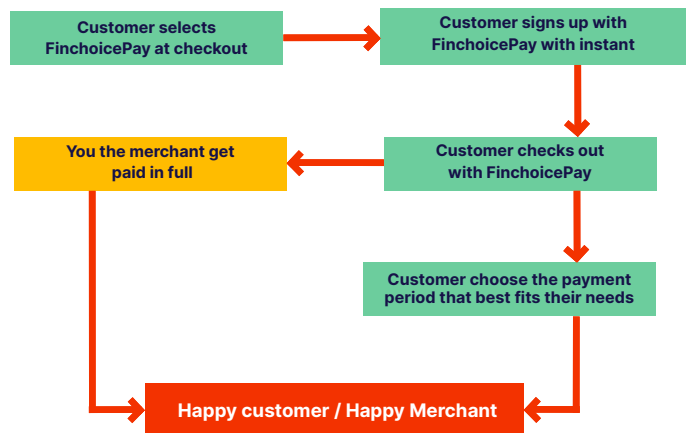 Customer selects
FinchoicePay at checkout
Customer signs up with
FinchoicePay with instant
You the merchant get
paid in full
Customer checks out
with FinchoicePay
Customer choose the payment
period that best fits their needs
Happy customer / Happy Merchant